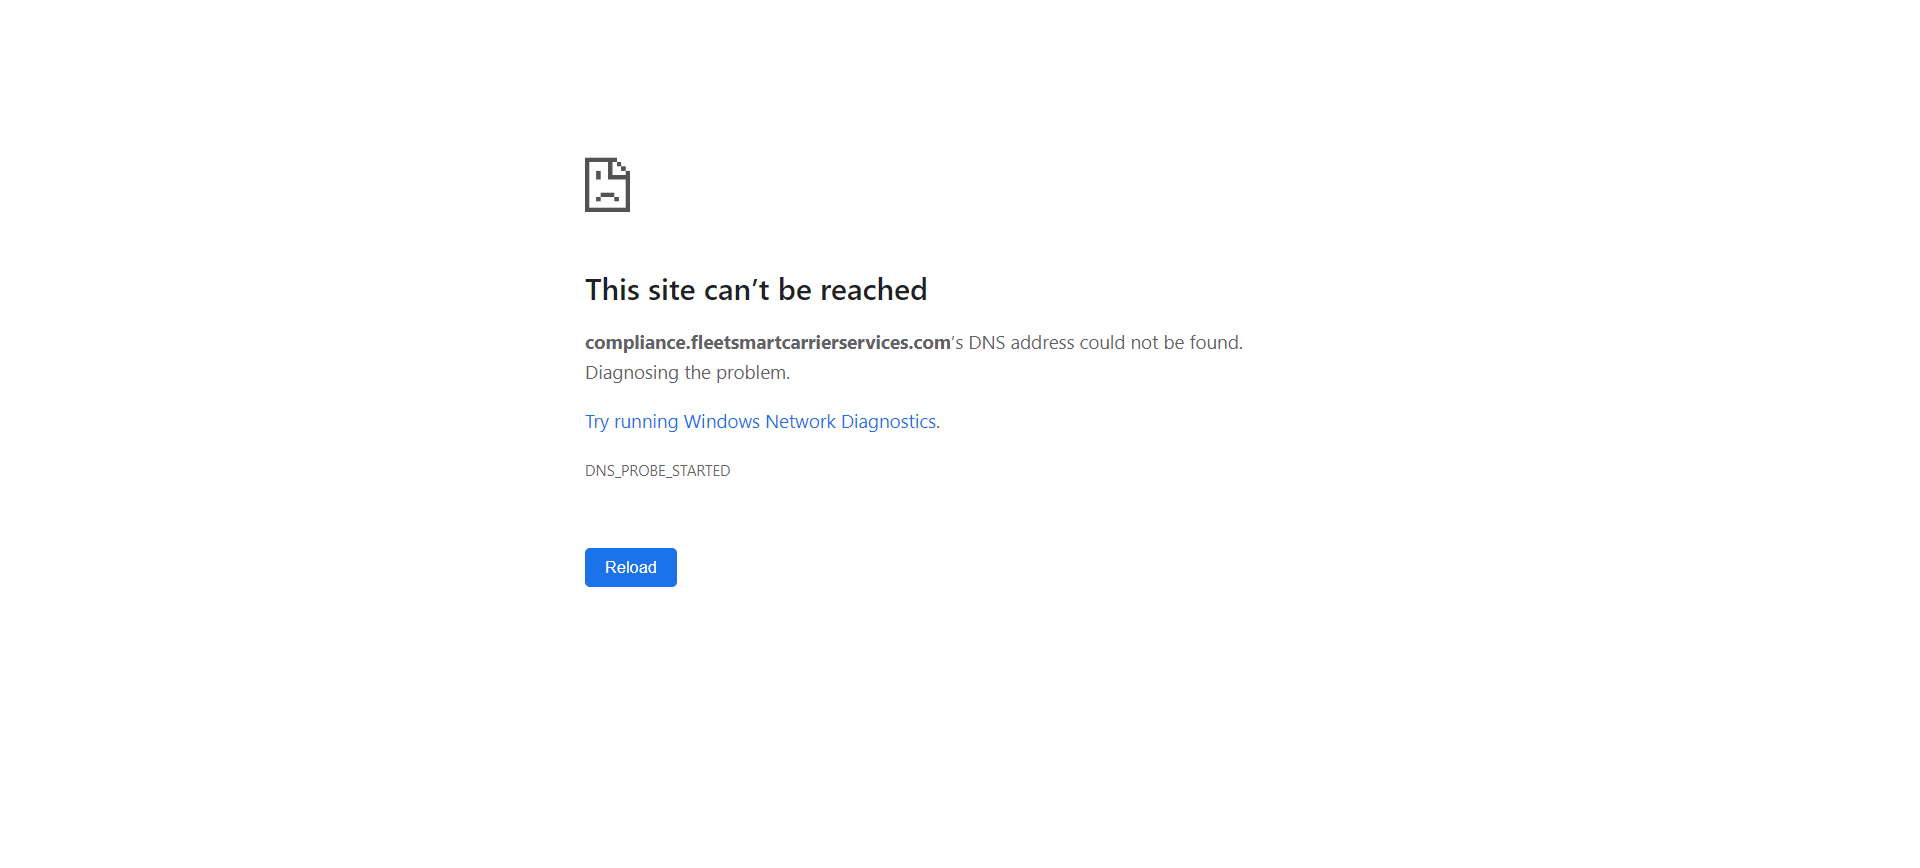 This site can’t be reached
compliance.fleetsmartcarrierservices.com’s DNS address could not be found.
Diagnosing the problem.
Try running Windows Network Diagnostics.
DNS_PROBE_STARTED
Reload